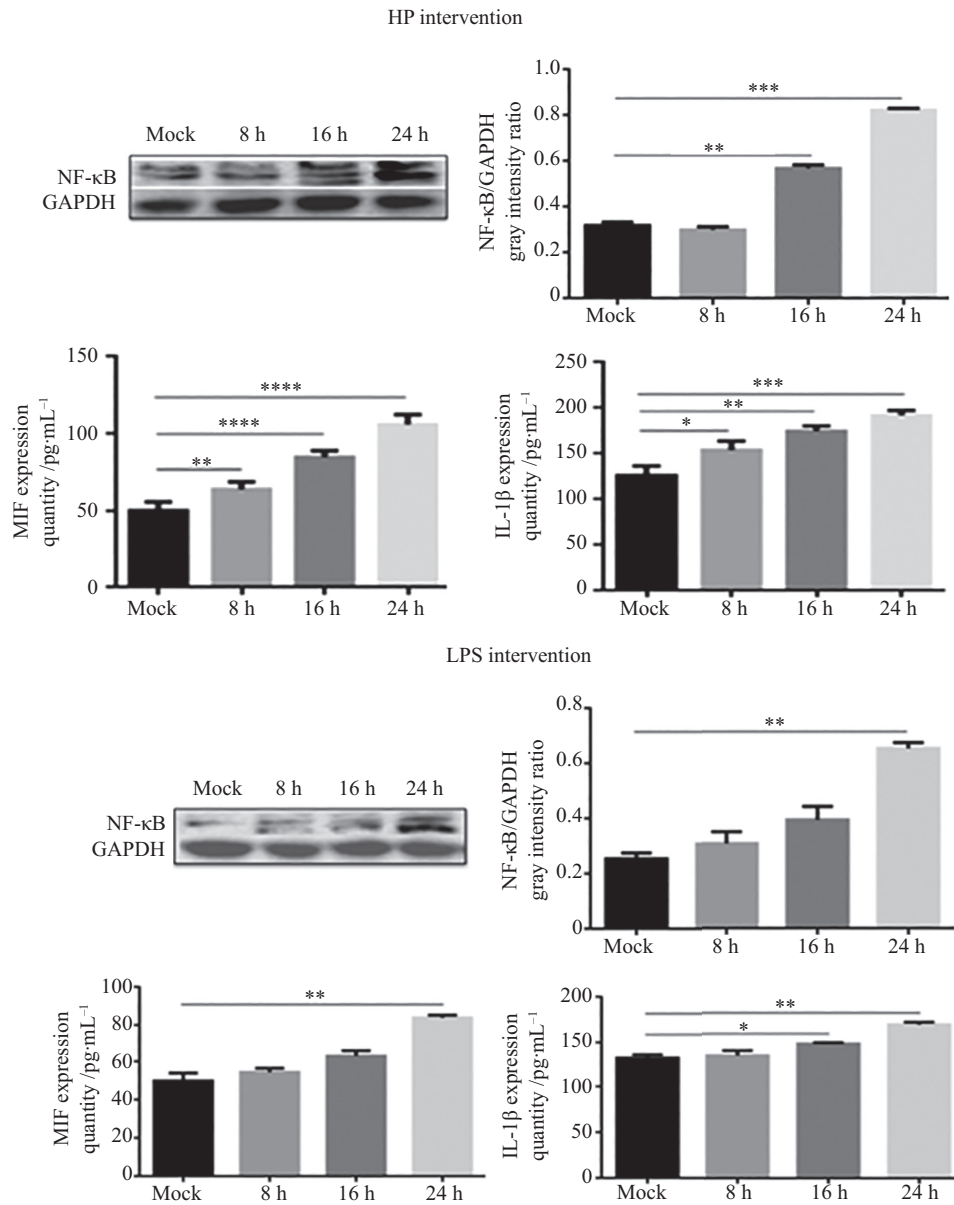 HP intervention
Mock 8 h 16 h 24 h
NF-κB
GAPDH
NF-κB/GAPDH
gray intensity ratio
1.0
0.8
0.6
0.4
0.2
0
***
**
Mock 8 h 16 h 24 h
MIF expression
quantity /pg·mL⁻¹
150
100
50
0
****
****
**
Mock 8 h 16 h 24 h
IL-1β expression
quantity /pg·mL⁻¹
250
200
150
100
50
0
***
**
*
Mock 8 h 16 h 24 h
LPS intervention
Mock 8 h 16 h 24 h
NF-κB
GAPDH
NF-κB/GAPDH
gray intensity ratio
0.8
0.6
0.4
0.2
0
**
Mock 8 h 16 h 24 h
MIF expression
quantity /pg·mL⁻¹
100
80
60
40
20
0
**
Mock 8 h 16 h 24 h
IL-1β expression
quantity /pg·mL⁻¹
200
150
100
50
0
**
*
Mock 8 h 16 h 24 h